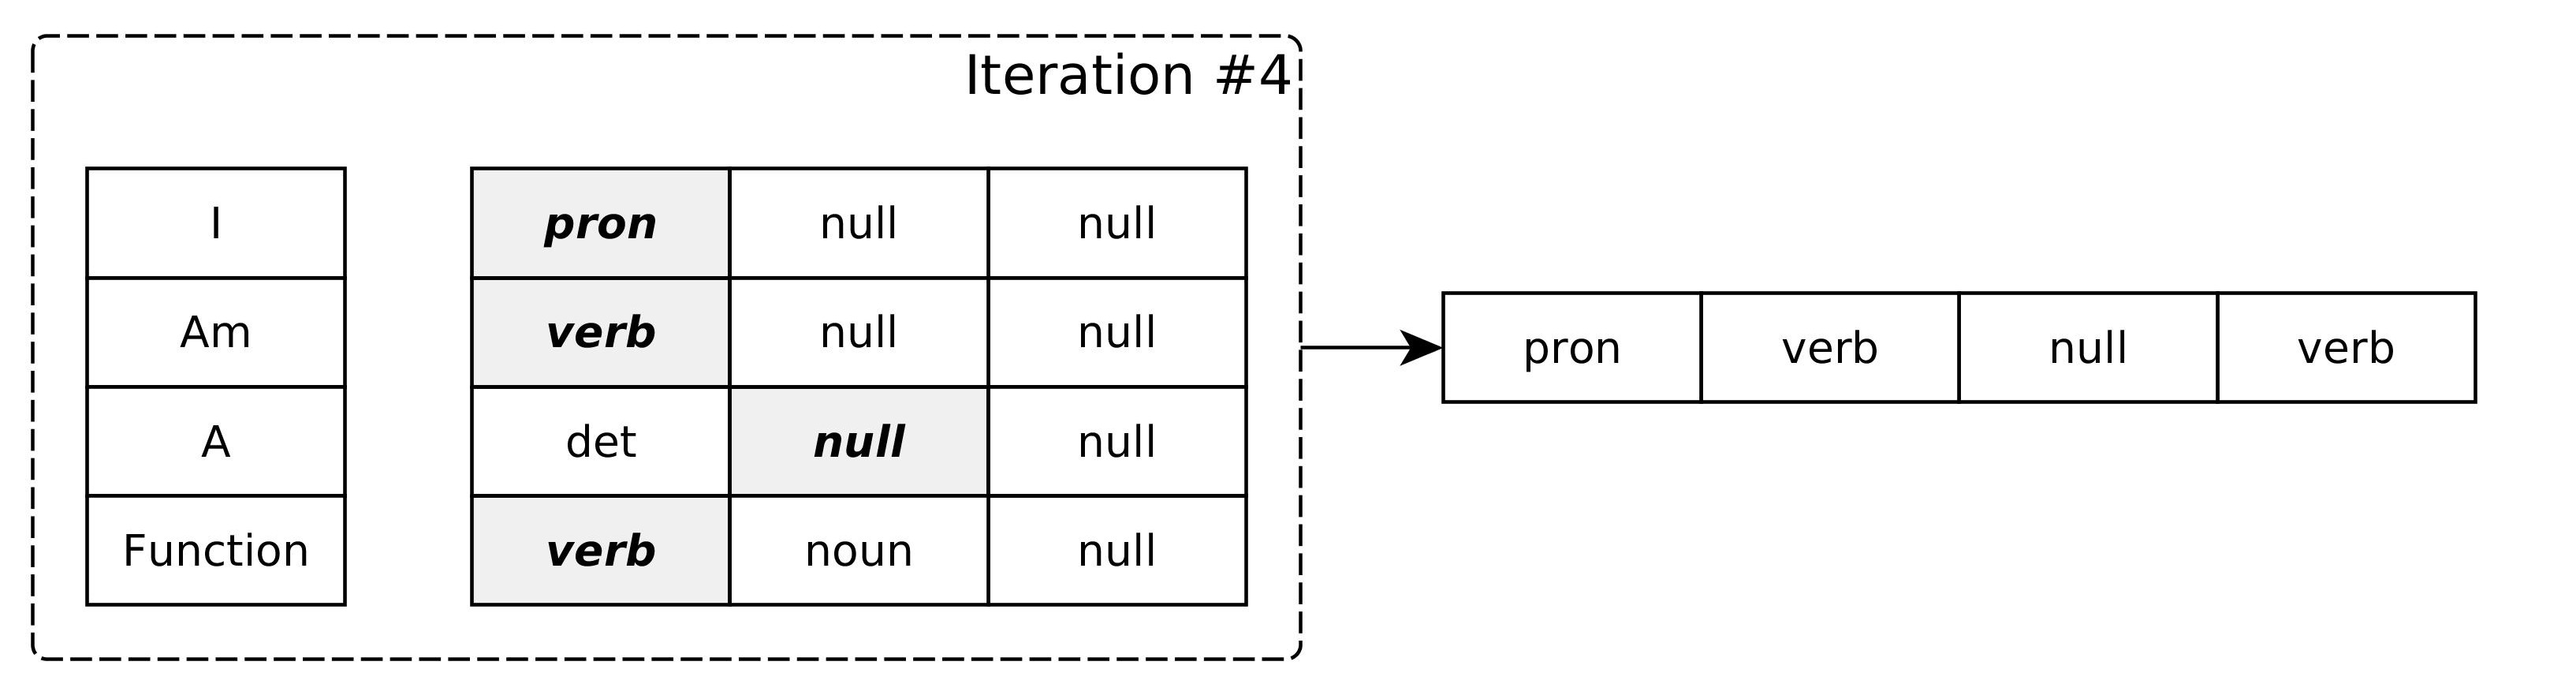 Iteration #4
I pron null null
Am verb null null
A det null null
Function verb noun null
pron verb null verb